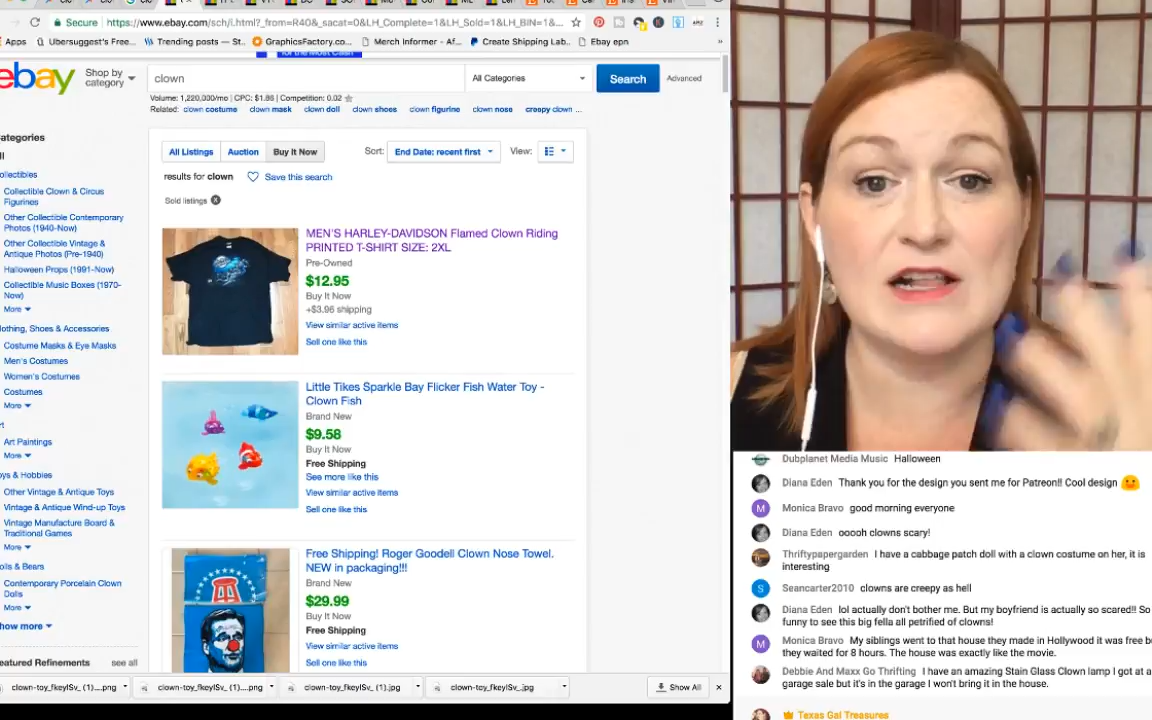 Secure
https://www.ebay.com/sch/i.html?_from=R40&_sacat=0&LH_Complete=1&LH_Sold=1&LH_BIN=1&...
Apps
Ubersuggest's Free...
Trending posts — St...
GraphicsFactory.co...
Merch Informer - Af...
Create Shipping Lab...
Ebay epn
for the Most Cash
ebay
Shop by category
clown
All Categories
Search
Advanced
Volume: 1,220,000/mo | CPC: $1.86 | Competition: 0.02
Related: clown costume clown mask clown doll clown shoes clown figurine clown nose creepy clown ...
ategories
ll
ollectibles
Collectible Clown & Circus
Figurines
Other Collectible Contemporary
Photos (1940-Now)
Other Collectible Vintage &
Antique Photos (Pre-1940)
Halloween Props (1991-Now)
Collectible Music Boxes (1970-
Now)
More
lothing, Shoes & Accessories
Costume Masks & Eye Masks
Men's Costumes
Women's Costumes
Costumes
More
rt
Art Paintings
More
oys & Hobbies
Other Vintage & Antique Toys
Vintage & Antique Wind-up Toys
Vintage Manufacture Board &
Traditional Games
More
olls & Bears
Contemporary Porcelain Clown
Dolls
More
how more
eatured Refinements see all
All Listings
Auction
Buy It Now
Sort:
End Date: recent first
View:
results for clown
Save this search
Sold listings
MEN'S HARLEY-DAVIDSON Flamed Clown Riding
PRINTED T-SHIRT SIZE: 2XL
Pre-Owned
$12.95
Buy It Now
+$3.96 shipping
View similar active items
Sell one like this
Little Tikes Sparkle Bay Flicker Fish Water Toy -
Clown Fish
Brand New
$9.58
Buy It Now
Free Shipping
See more like this
View similar active items
Sell one like this
Free Shipping! Roger Goodell Clown Nose Towel.
NEW in packaging!!!
Brand New
$29.99
Buy It Now
Free Shipping
View similar active items
Sell one like this
clown-toy_fkeyISv_ (1)....png
clown-toy_fkeyISv_ (1)....png
clown-toy_fkeyISv_ (1).jpg
clown-toy_fkeyISv_.jpg
Show All
Dubplanet Media Music Halloween
Diana Eden Thank you for the design you sent me for Patreon!! Cool design
Monica Bravo good morning everyone
Diana Eden ooooh clowns scary!
Thriftypapergarden I have a cabbage patch doll with a clown costume on her, it is
interesting
Seancarter2010 clowns are creepy as hell
Diana Eden lol actually don't bother me. But my boyfriend is actually so scared!! So
funny to see this big fella all petrified of clowns!
Monica Bravo My siblings went to that house they made in Hollywood it was free b
they waited for 8 hours. The house was exactly like the movie.
Debbie And Maxx Go Thrifting I have an amazing Stain Glass Clown lamp I got at a
garage sale but it's in the garage I won't bring it in the house.
Texas Gal Treasures